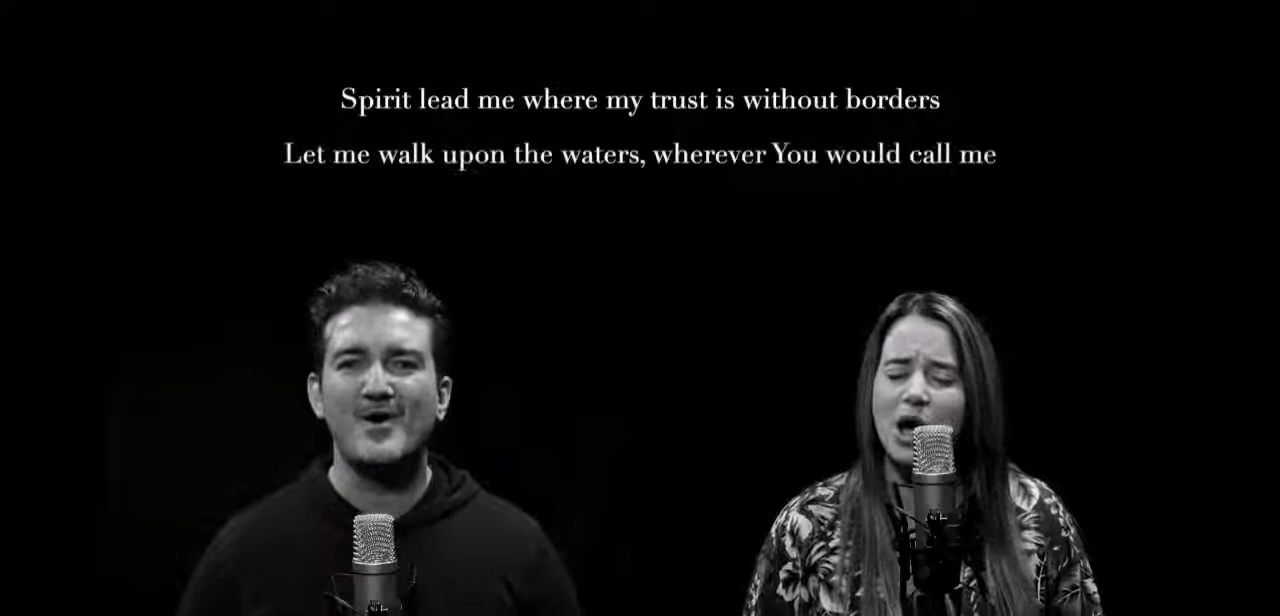 Spirit lead me where my trust is without borders
Let me walk upon the waters, wherever You would call me